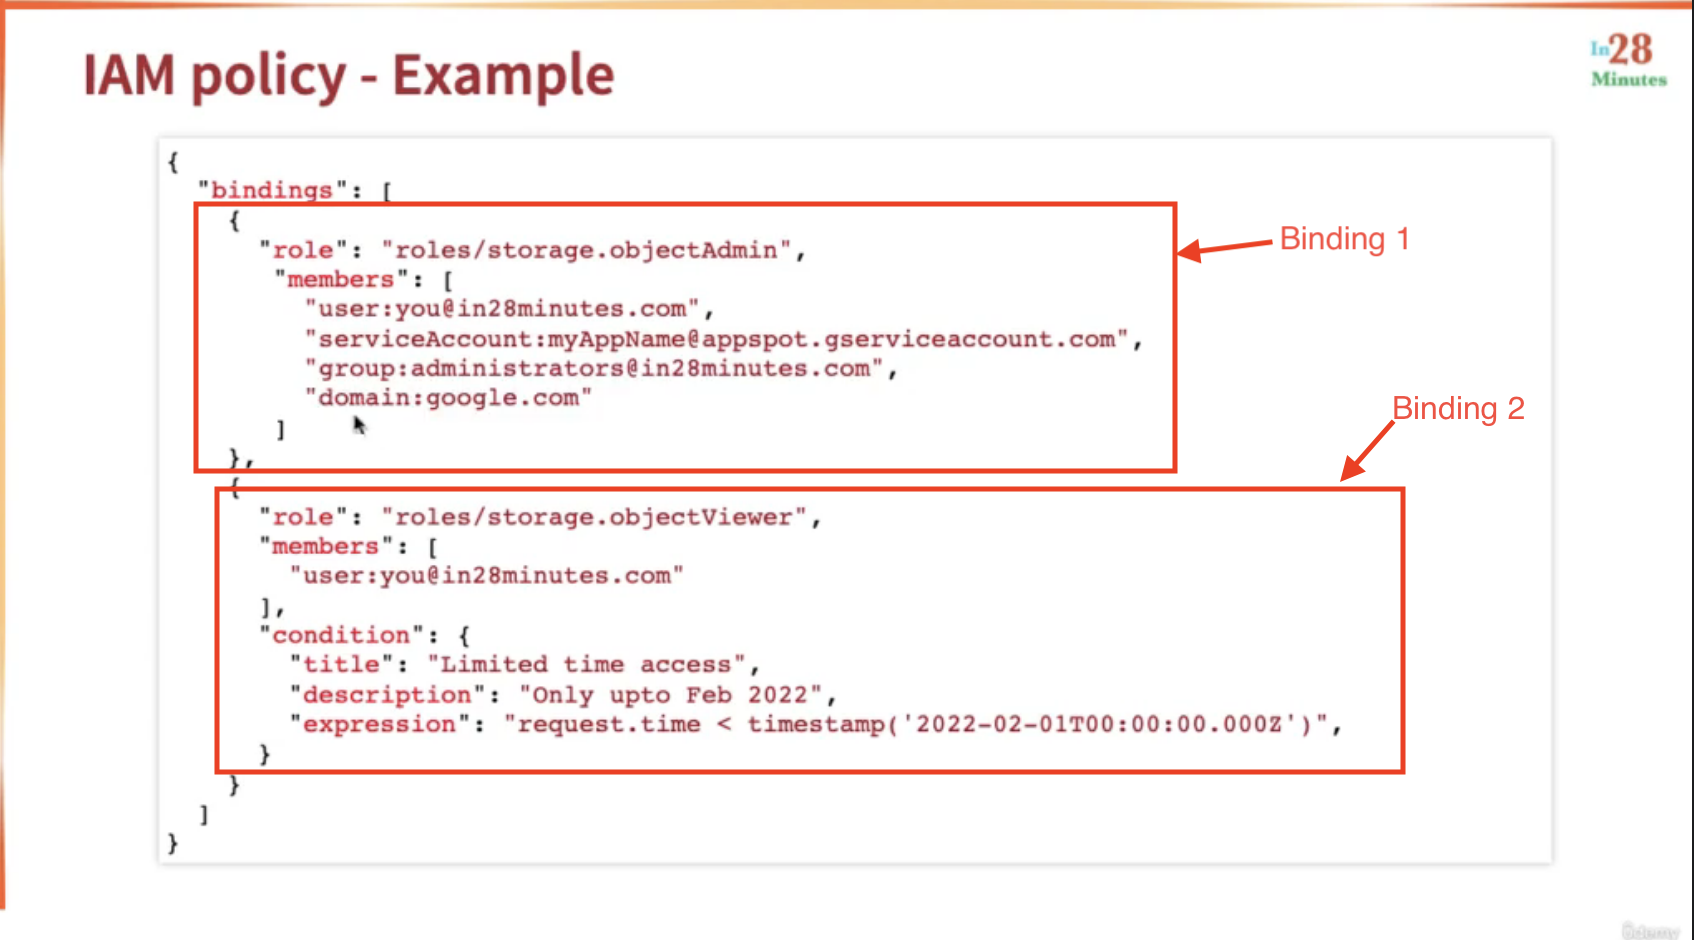 IAM policy - Example
In28
Minutes
{
"bindings": [
{
"role": "roles/storage.objectAdmin",
"members": [
"user:you@in28minutes.com",
"serviceAccount:myAppName@appspot.gserviceaccount.com",
"group:administrators@in28minutes.com",
"domain:google.com"
]
},
Binding 1
{
"role": "roles/storage.objectViewer",
"members": [
"user:you@in28minutes.com"
],
"condition": {
"title": "Limited time access",
"description": "Only upto Feb 2022",
"expression": "request.time < timestamp('2022-02-01T00:00:00.000Z')",
}
}
]
}
Binding 2
Udemy